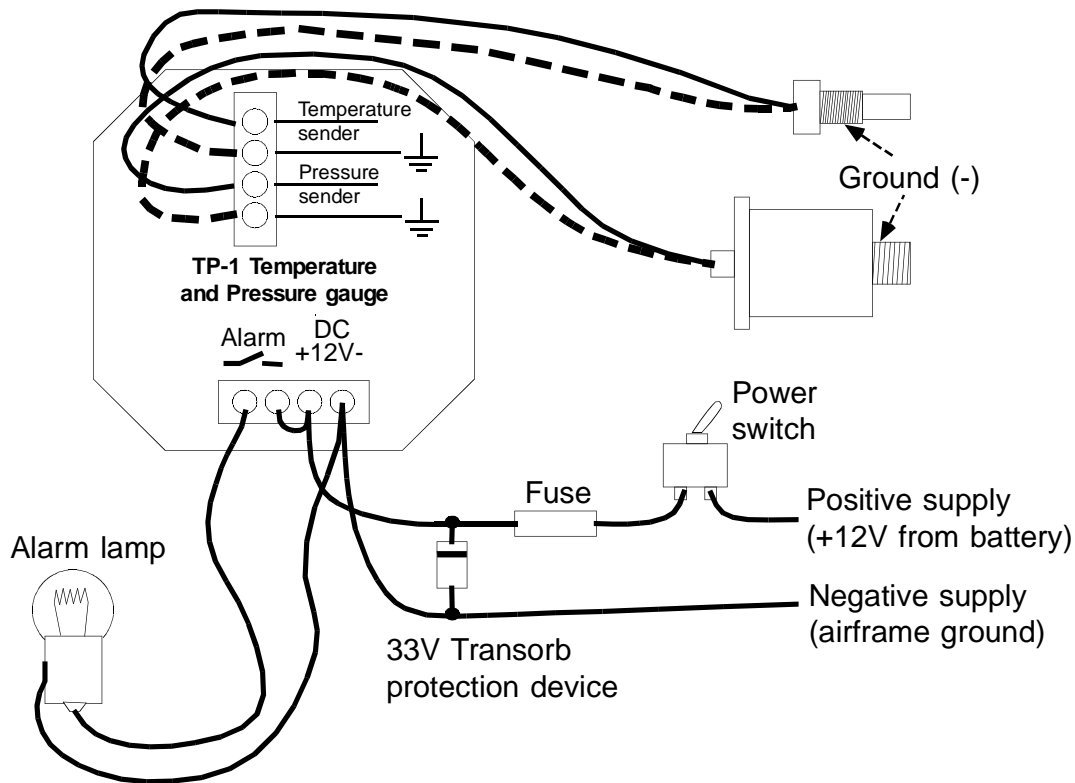 Temperature
sender
Pressure
sender
Ground (-)
TP-1 Temperature
and Pressure gauge
Alarm
DC
+12V-
Power
switch
Fuse
Positive supply
(+12V from battery)
Alarm lamp
Negative supply
(airframe ground)
33V Transorb
protection device